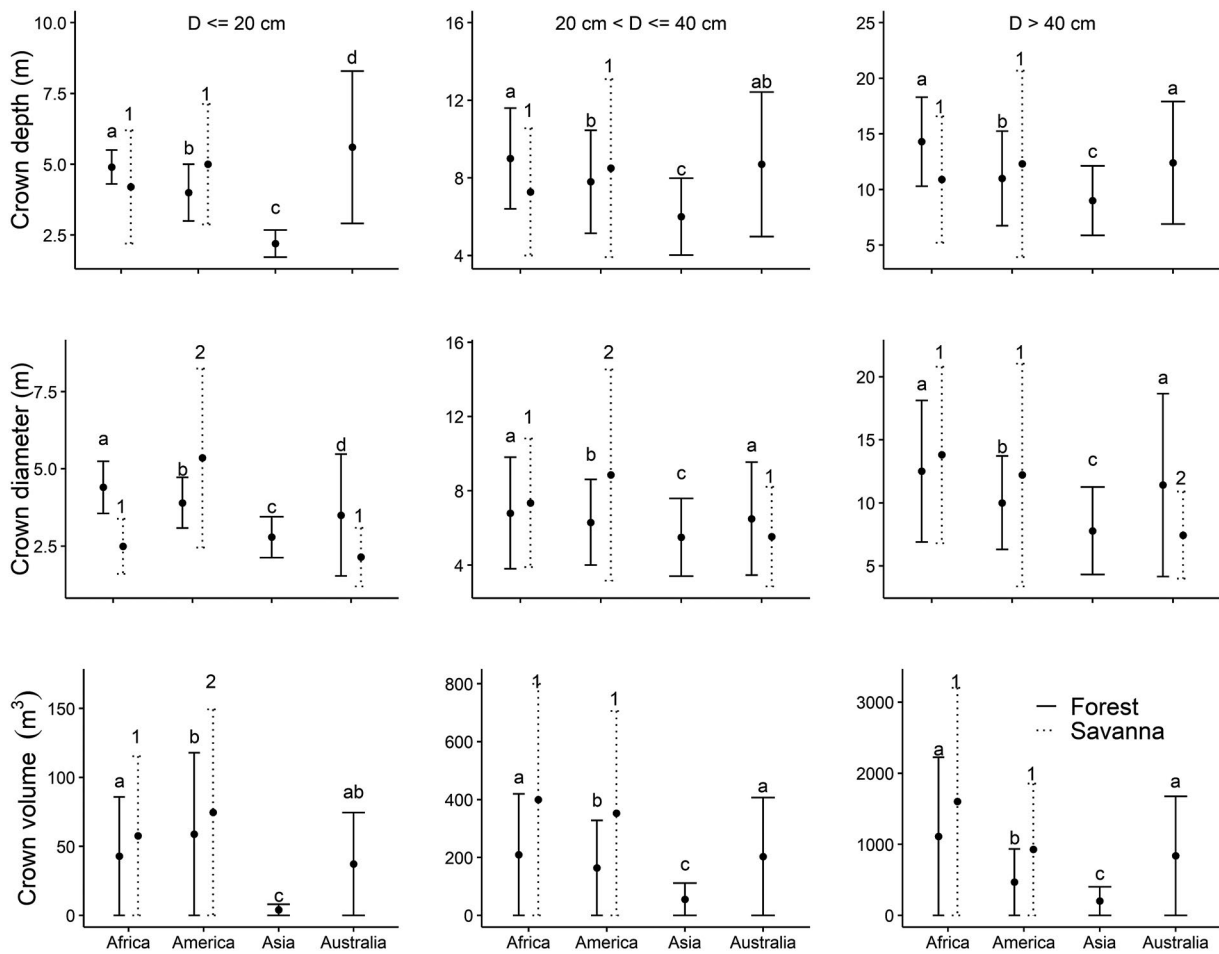 D <= 20 cm
20 cm < D <= 40 cm
D > 40 cm
Crown depth (m)
10.0
7.5
5.0
2.5
a
1
b
1
c
d
16
12
8
4
a
1
b
1
c
ab
25
20
15
10
5
a
1
b
1
c
a
Crown diameter (m)
7.5
5.0
2.5
a
1
b
2
c
d
1
16
12
8
4
a
1
b
2
c
a
1
20
15
10
5
a
1
b
1
c
a
2
Crown volume (m³)
150
100
50
0
a
1
b
2
c
ab
800
600
400
200
0
a
1
b
1
c
a
3000
2000
1000
0
a
1
b
1
c
a
Forest
Savanna
Africa America Asia Australia
Africa America Asia Australia
Africa America Asia Australia